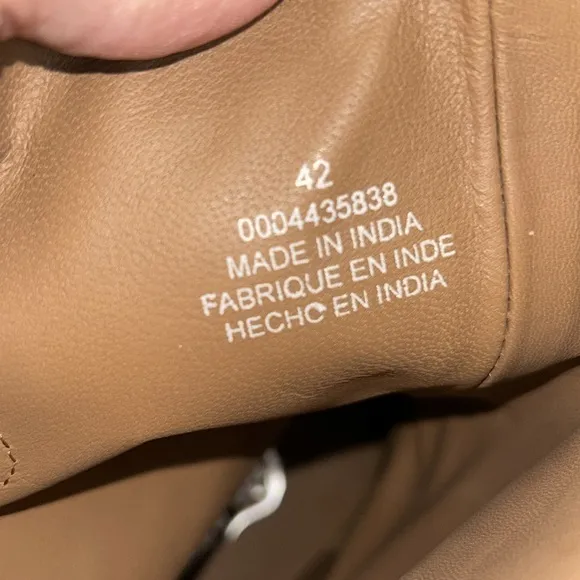 42
0004435838
MADE IN INDIA
FABRIQUE EN INDE
HECHO EN INDIA